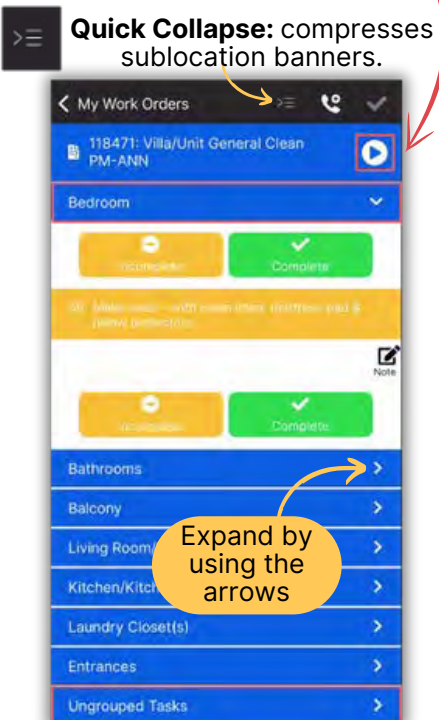 Quick Collapse: compresses
sublocation banners.
My Work Orders
118471: Villa/Unit General Clean
PM-ANN
Bedroom
Incomplete
Complete
Note
Incomplete
Complete
Bathrooms
Balcony
Living Room/
Kitchen/Kitch
Laundry Closet(s)
Entrances
Ungrouped Tasks
Expand by
using the
arrows